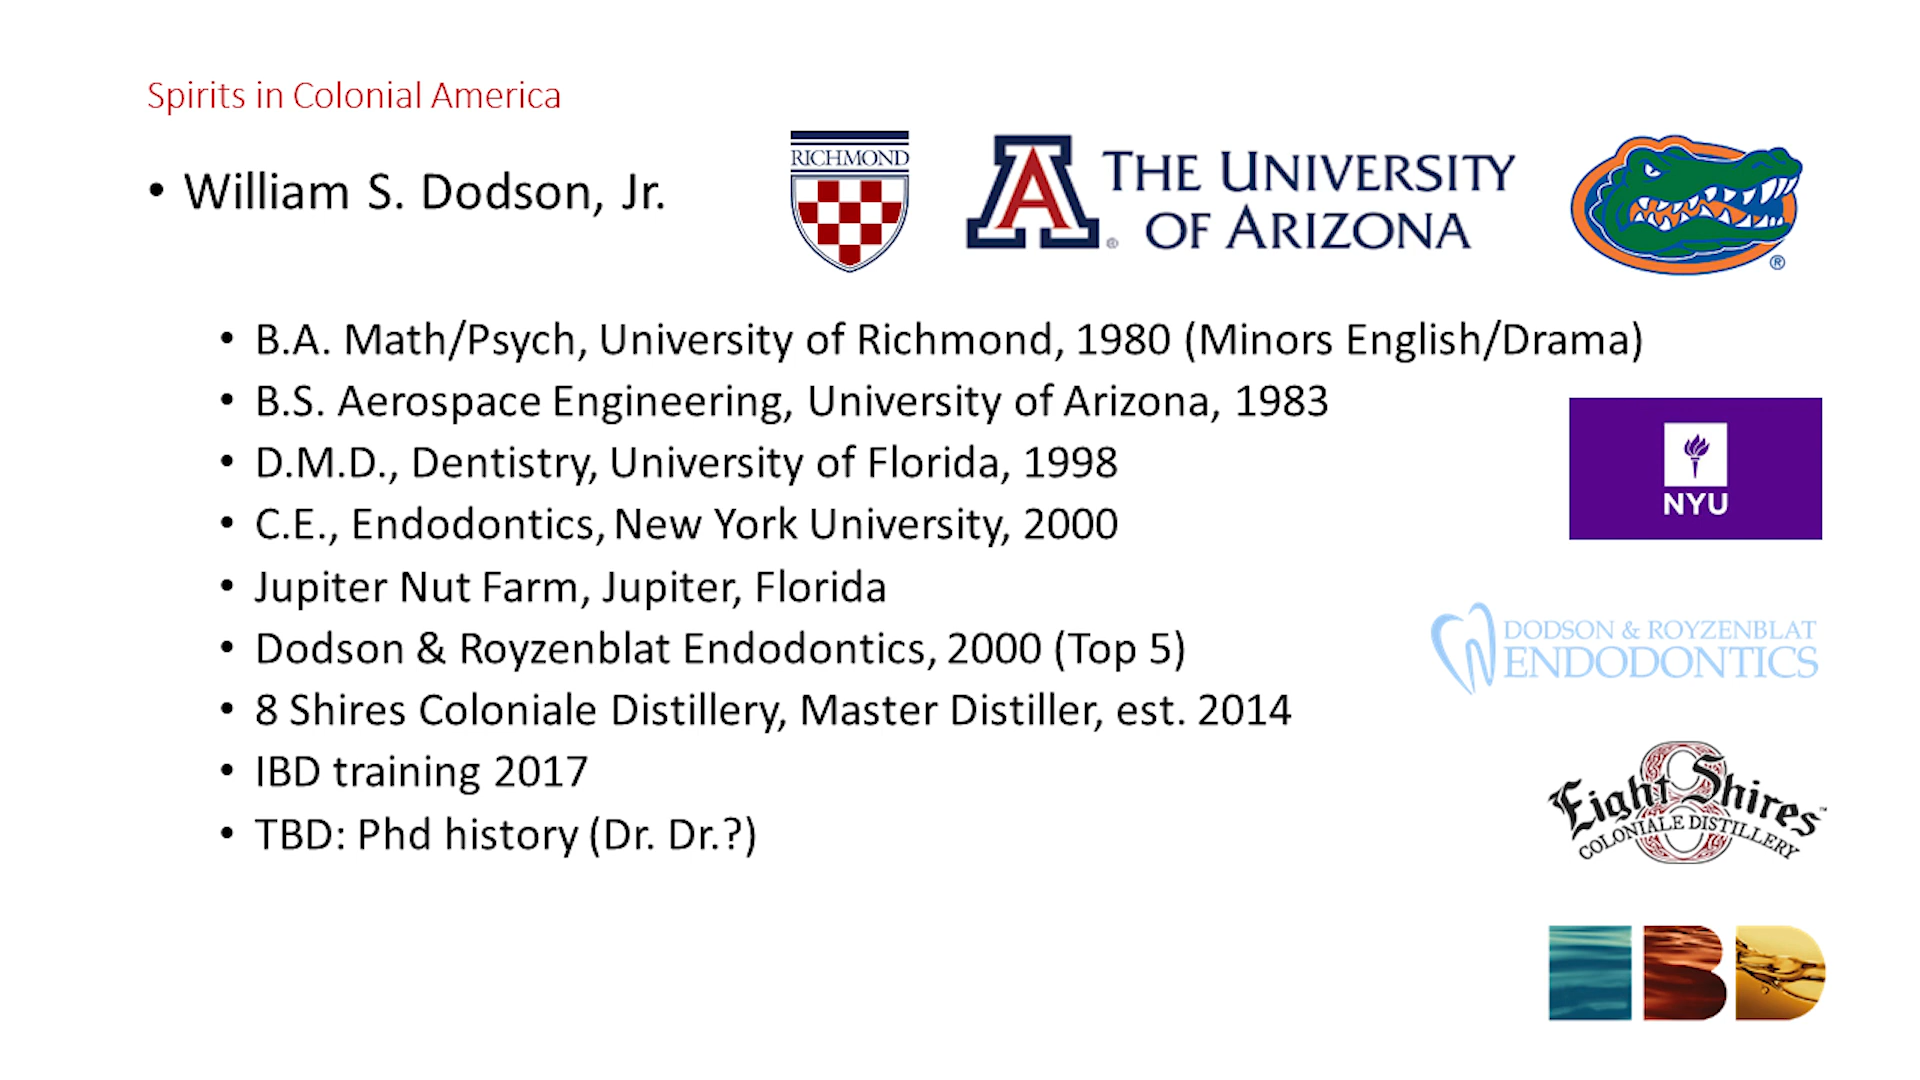 Spirits in Colonial America
• William S. Dodson, Jr.
RICHMOND
THE UNIVERSITY
OF ARIZONA
®
®
• B.A. Math/Psych, University of Richmond, 1980 (Minors English/Drama)
• B.S. Aerospace Engineering, University of Arizona, 1983
• D.M.D., Dentistry, University of Florida, 1998
• C.E., Endodontics, New York University, 2000
• Jupiter Nut Farm, Jupiter, Florida
• Dodson & Royzenblat Endodontics, 2000 (Top 5)
• 8 Shires Coloniale Distillery, Master Distiller, est. 2014
• IBD training 2017
• TBD: Phd history (Dr. Dr.?)
NYU
DODSON & ROYZENBLAT
ENDODONTICS
Eight Shires™
COLONIALE DISTILLERY
IBD